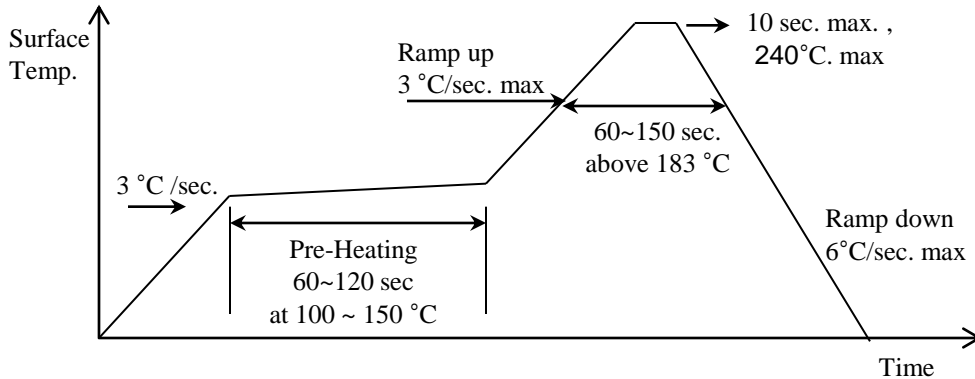 Surface
Temp.
10 sec. max. ,
240°C. max
Ramp up
3 °C/sec. max
60~150 sec.
above 183 °C
3 °C /sec.
Pre-Heating
60~120 sec
at 100 ~ 150 °C
Ramp down
6°C/sec. max
Time